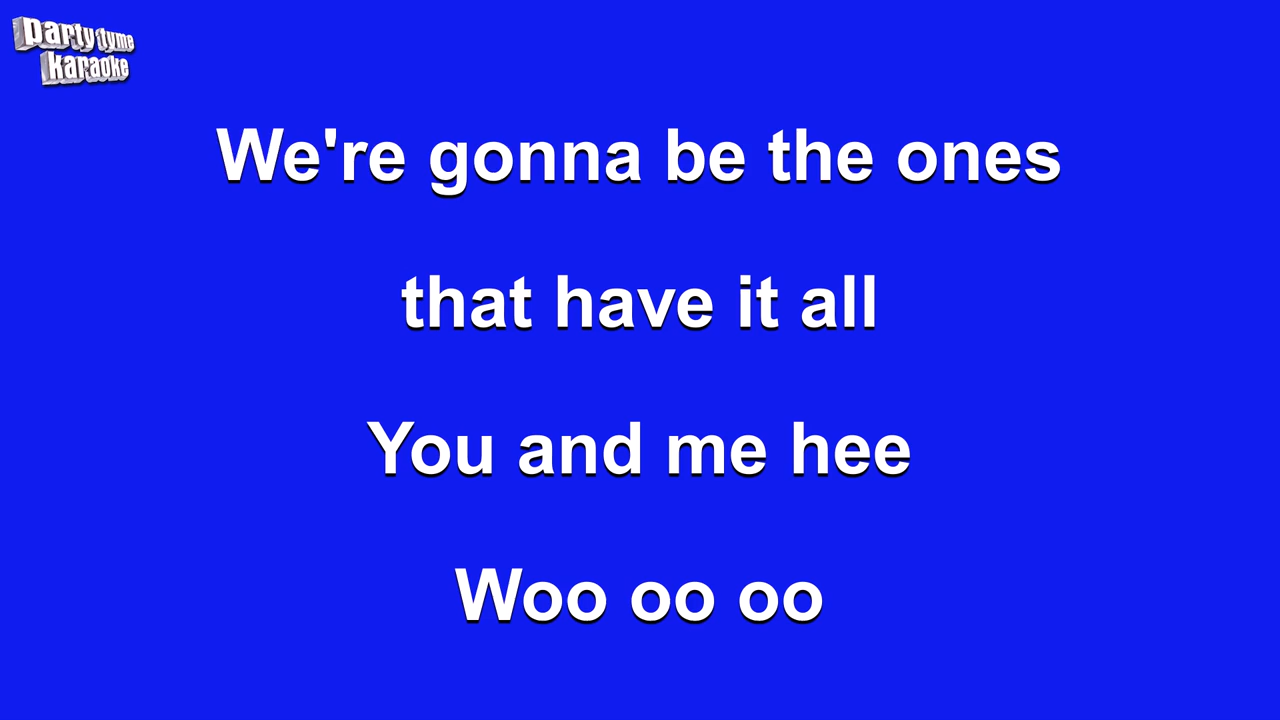 party tyme
karaoke
We're gonna be the ones
that have it all
You and me hee
Woo oo oo